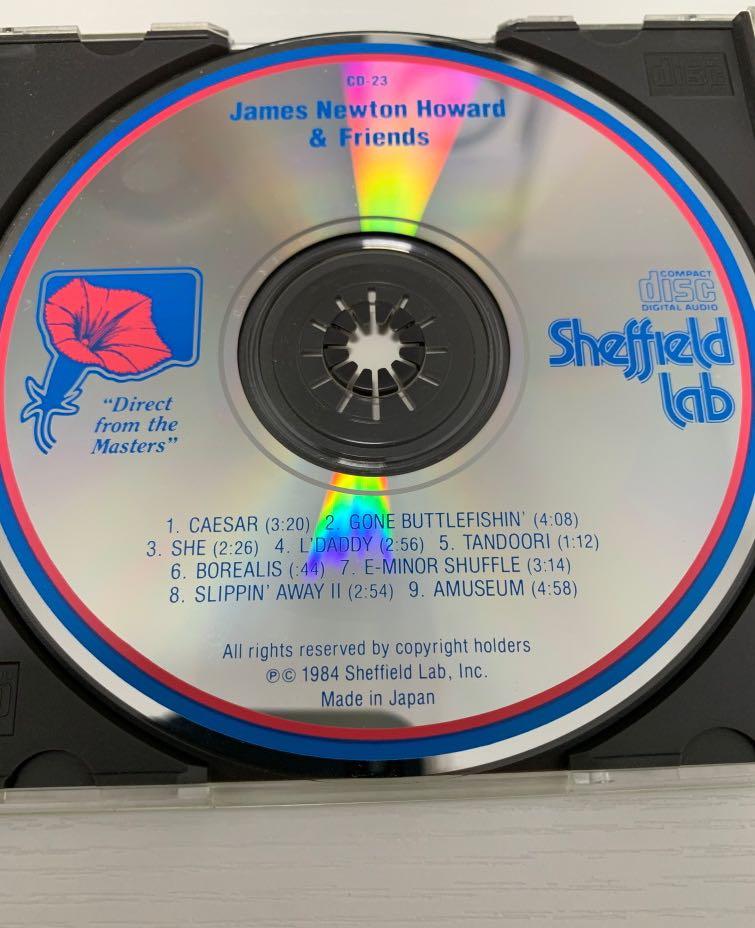 CD-23
James Newton Howard
& Friends
"Direct
from the
Masters"
COMPACT
disc
DIGITAL AUDIO
Sheffield
Lab
1. CAESAR (3:20) 2. GONE BUTTLEFISHIN' (4:08)
3. SHE (2:26) 4. L'DADDY (2:56) 5. TANDOORI (1:12)
6. BOREALIS (:44) 7. E-MINOR SHUFFLE (3:14)
8. SLIPPIN' AWAY II (2:54) 9. AMUSEUM (4:58)
All rights reserved by copyright holders
℗© 1984 Sheffield Lab, Inc.
Made in Japan
disc